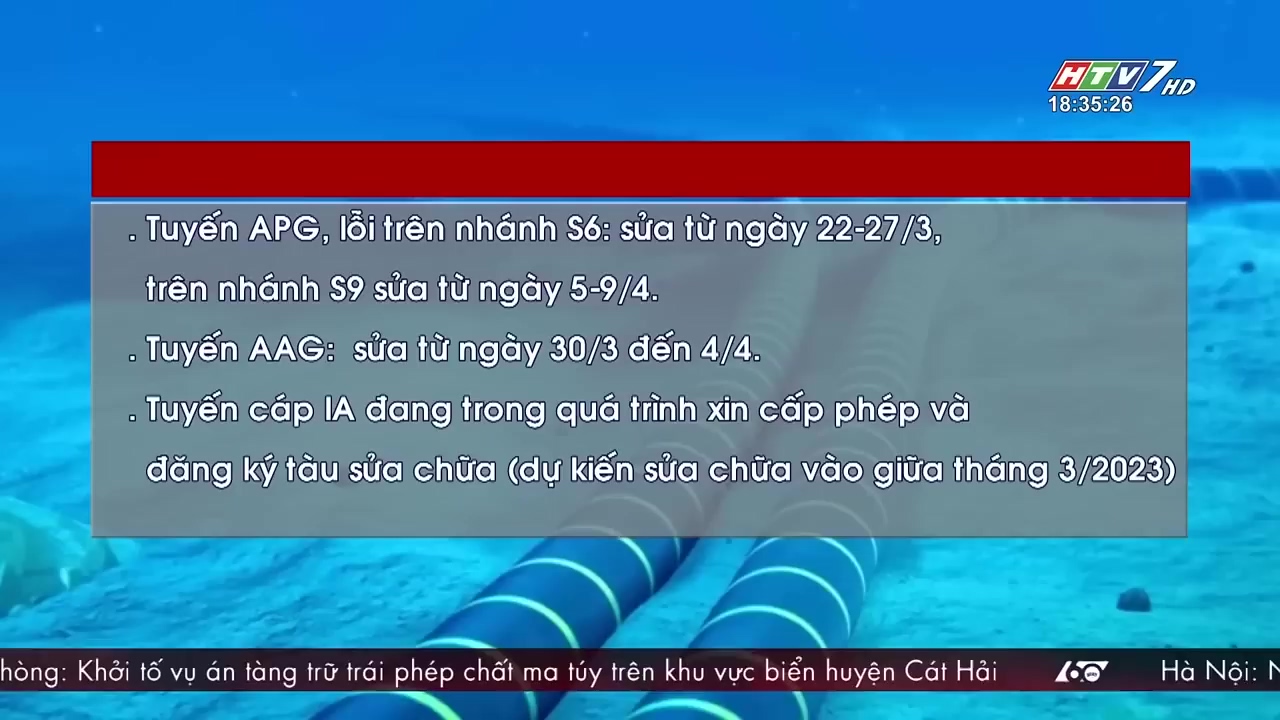 HTV7 HD
18:35:26
. Tuyến APG, lỗi trên nhánh S6: sửa từ ngày 22-27/3,
trên nhánh S9 sửa từ ngày 5-9/4.
. Tuyến AAG: sửa từ ngày 30/3 đến 4/4.
. Tuyến cáp IA đang trong quá trình xin cấp phép và
đăng ký tàu sửa chữa (dự kiến sửa chữa vào giữa tháng 3/2023)
hòng: Khởi tố vụ án tàng trữ trái phép chất ma túy trên khu vực biển huyện Cát Hải 60 giây Hà Nội: N